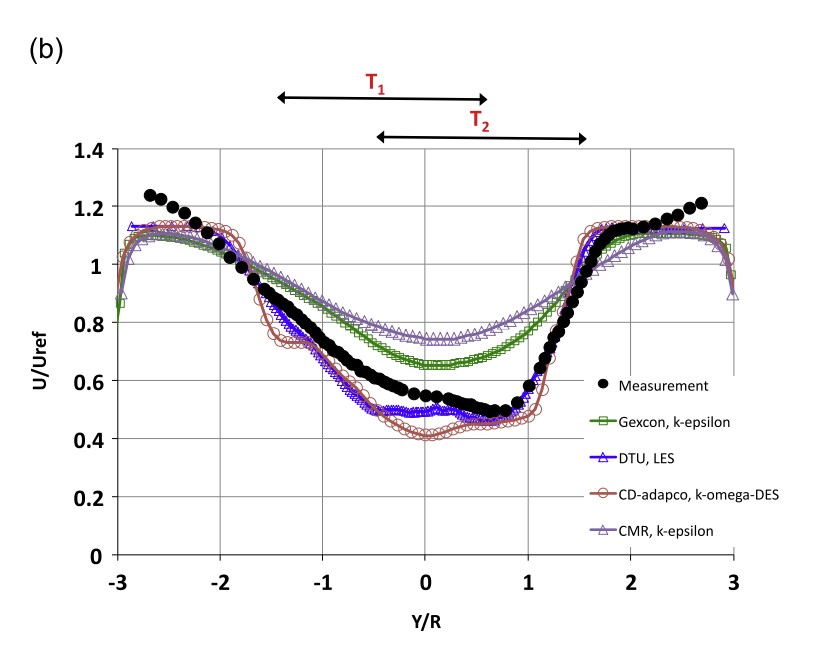 (b)
T1
T2
1.4
1.2
1
0.8
0.6
0.4
0.2
0
-3 -2 -1 0 1 2 3
U/Uref
Y/R
Measurement
Gexcon, k-epsilon
DTU, LES
CD-adapco, k-omega-DES
CMR, k-epsilon